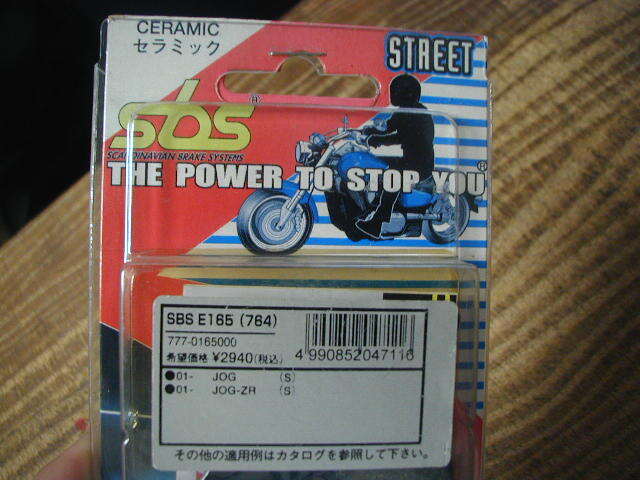 CERAMIC
セラミック
STREET
sbs®
SCANDINAVIAN BRAKE SYSTEMS
THE POWER TO STOP YOU®
SBS E165 (764)
777-0165000
希望価格 ¥2940(税込)
4 990852 047116
●01- JOG (S)
●01- JOG-ZR (S)
その他の適用例はカタログを参照して下さい。